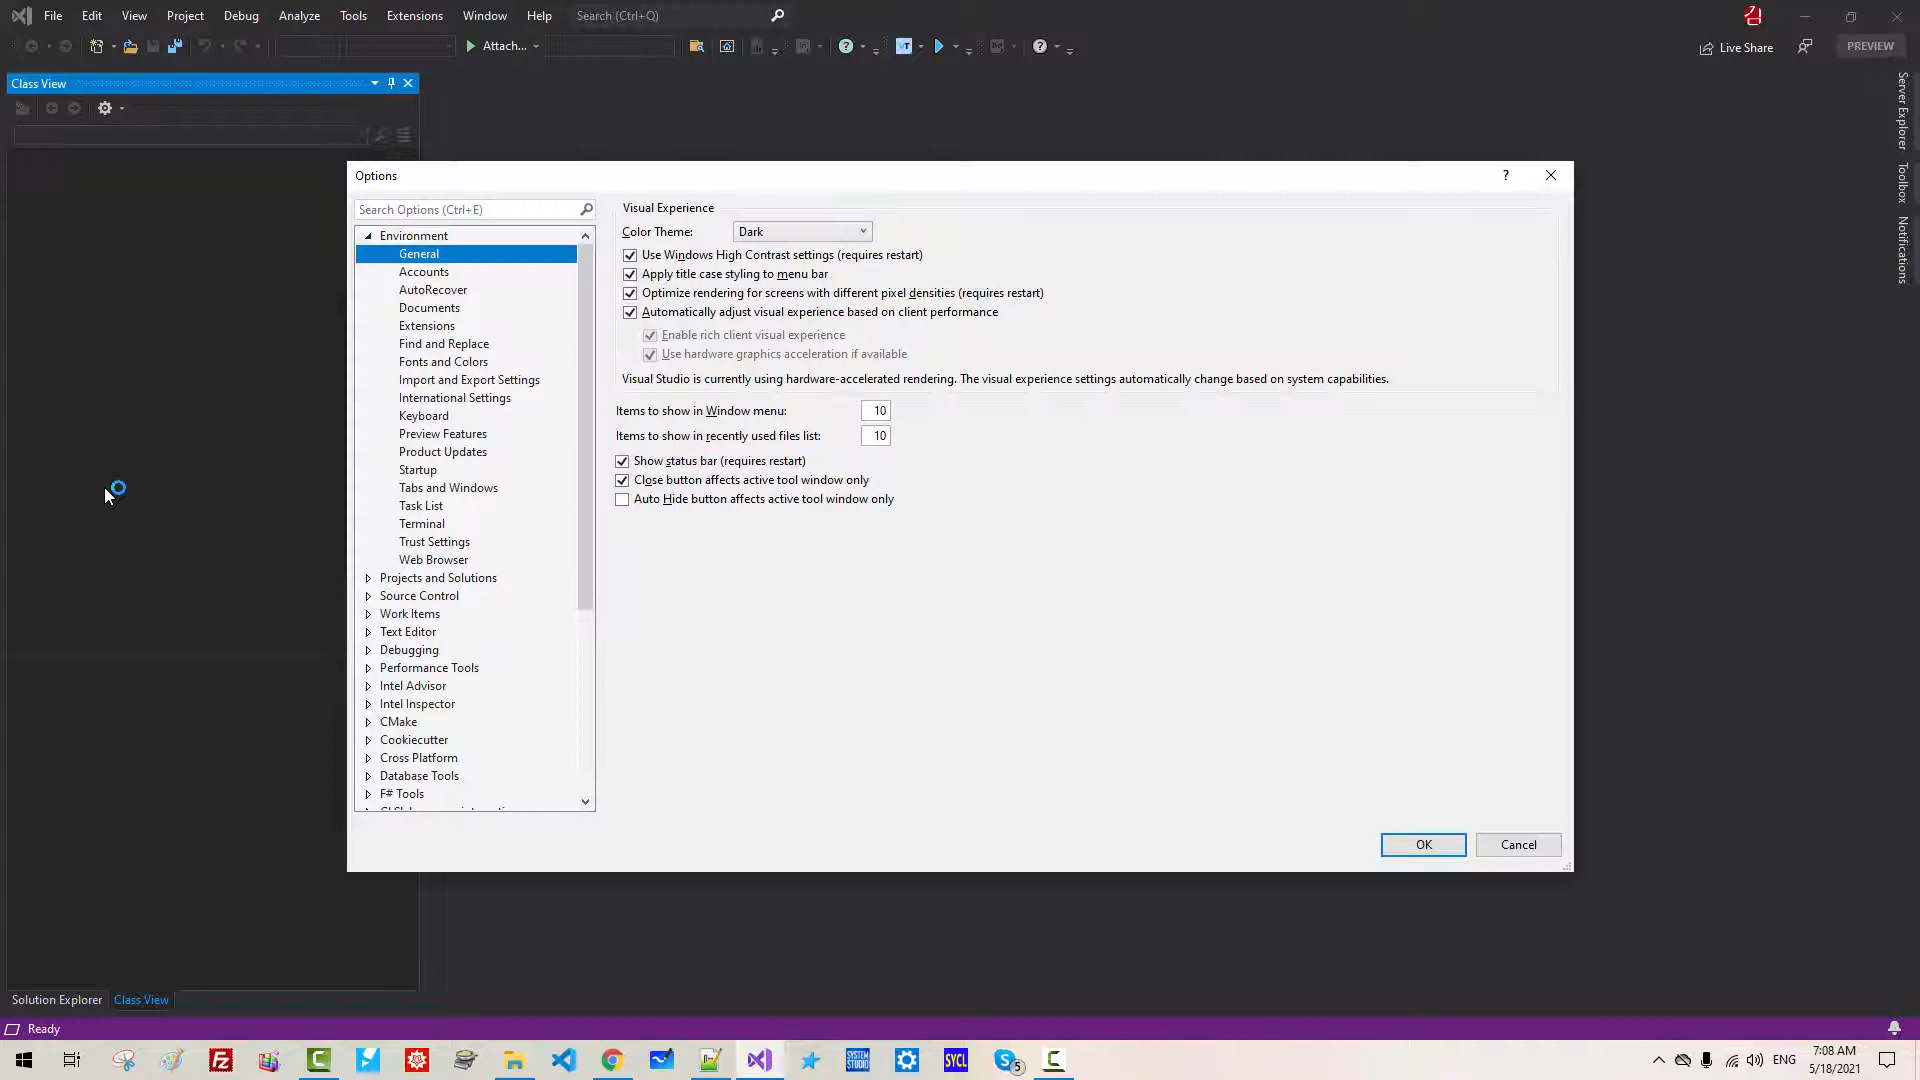 File Edit View Project Debug Analyze Tools Extensions Window Help Search (Ctrl+Q)
Attach...
Live Share
PREVIEW
Class View
Server Explorer
Toolbox
Notifications
Options
Search Options (Ctrl+E)
Environment
General
Accounts
AutoRecover
Documents
Extensions
Find and Replace
Fonts and Colors
Import and Export Settings
International Settings
Keyboard
Preview Features
Product Updates
Startup
Tabs and Windows
Task List
Terminal
Trust Settings
Web Browser
Projects and Solutions
Source Control
Work Items
Text Editor
Debugging
Performance Tools
Intel Advisor
Intel Inspector
CMake
Cookiecutter
Cross Platform
Database Tools
F# Tools
Visual Experience
Color Theme: Dark
Use Windows High Contrast settings (requires restart)
Apply title case styling to menu bar
Optimize rendering for screens with different pixel densities (requires restart)
Automatically adjust visual experience based on client performance
Enable rich client visual experience
Use hardware graphics acceleration if available
Visual Studio is currently using hardware-accelerated rendering. The visual experience settings automatically change based on system capabilities.
Items to show in Window menu: 10
Items to show in recently used files list: 10
Show status bar (requires restart)
Close button affects active tool window only
Auto Hide button affects active tool window only
OK Cancel
Solution Explorer Class View
Ready
SYSTEM STUDIO
SYCL
5
ENG
7:08 AM
5/18/2021